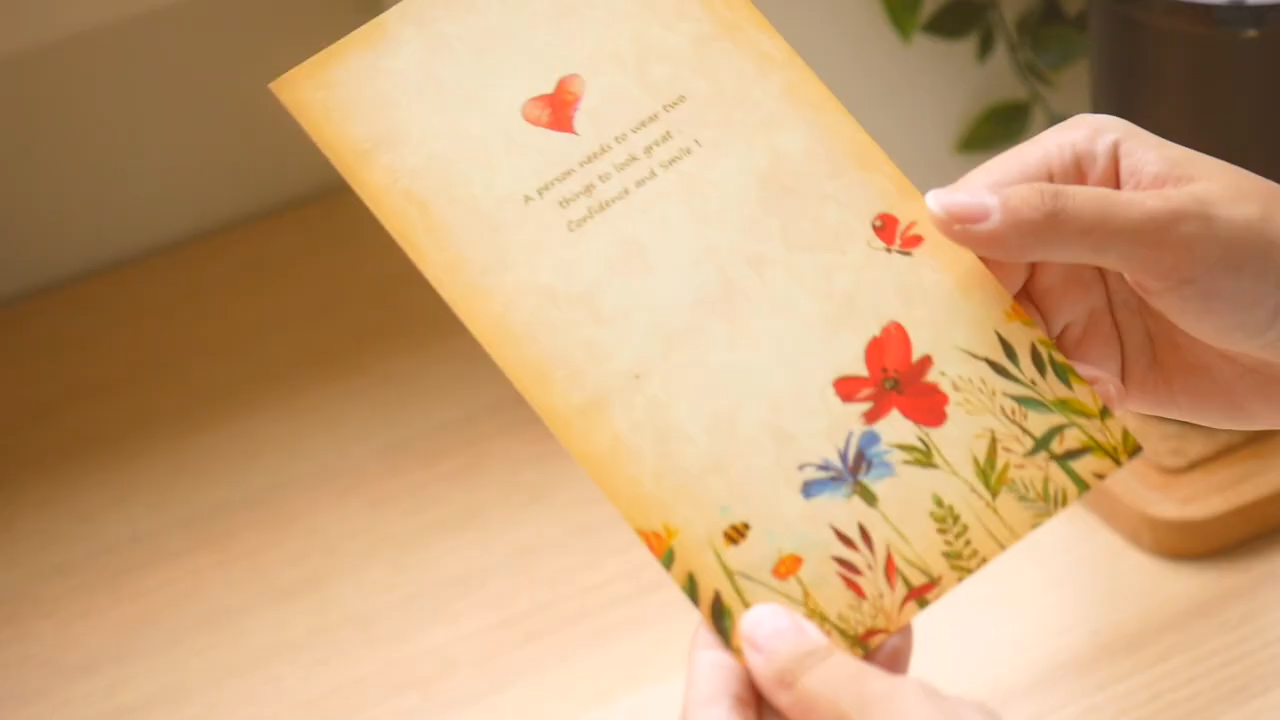 A person needs to wear two
things to look great .
Confidence and Smile !